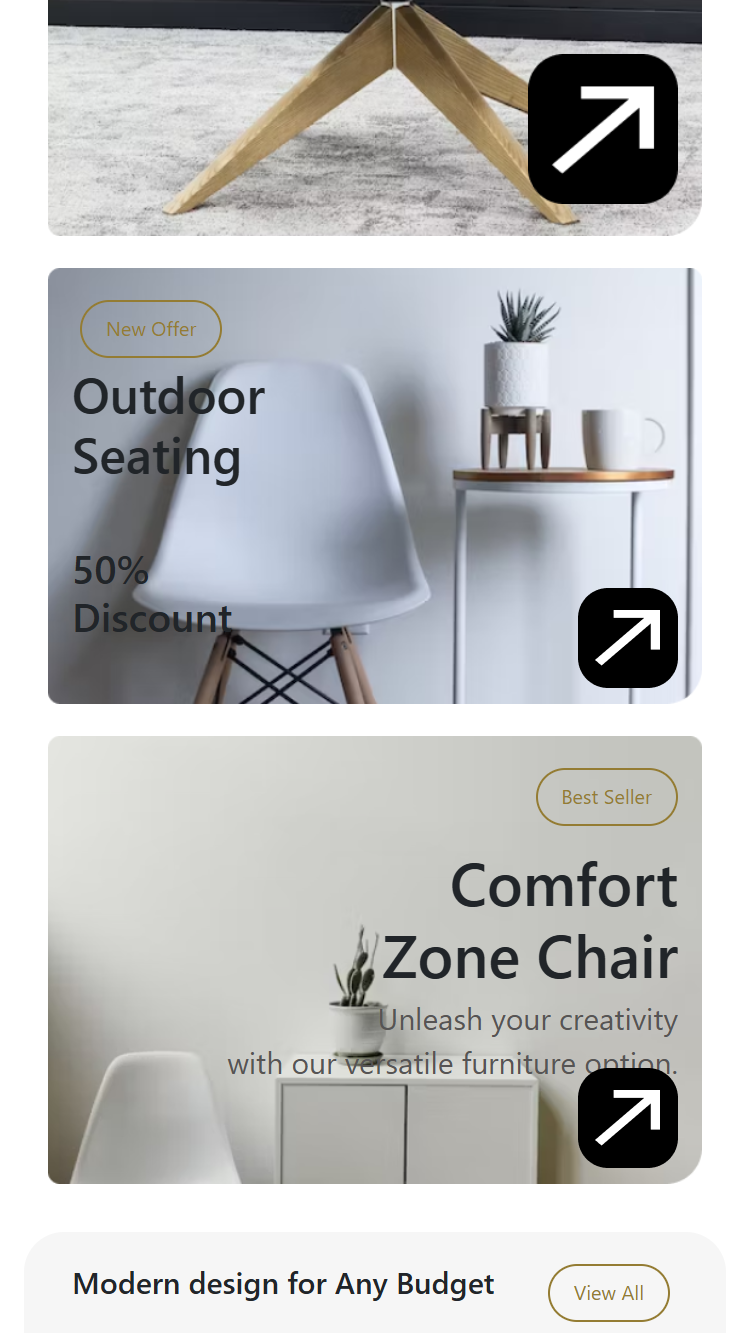 New Offer
Outdoor
Seating
50%
Discount
Best Seller
Comfort
Zone Chair
Unleash your creativity
with our versatile furniture option.
Modern design for Any Budget
View All